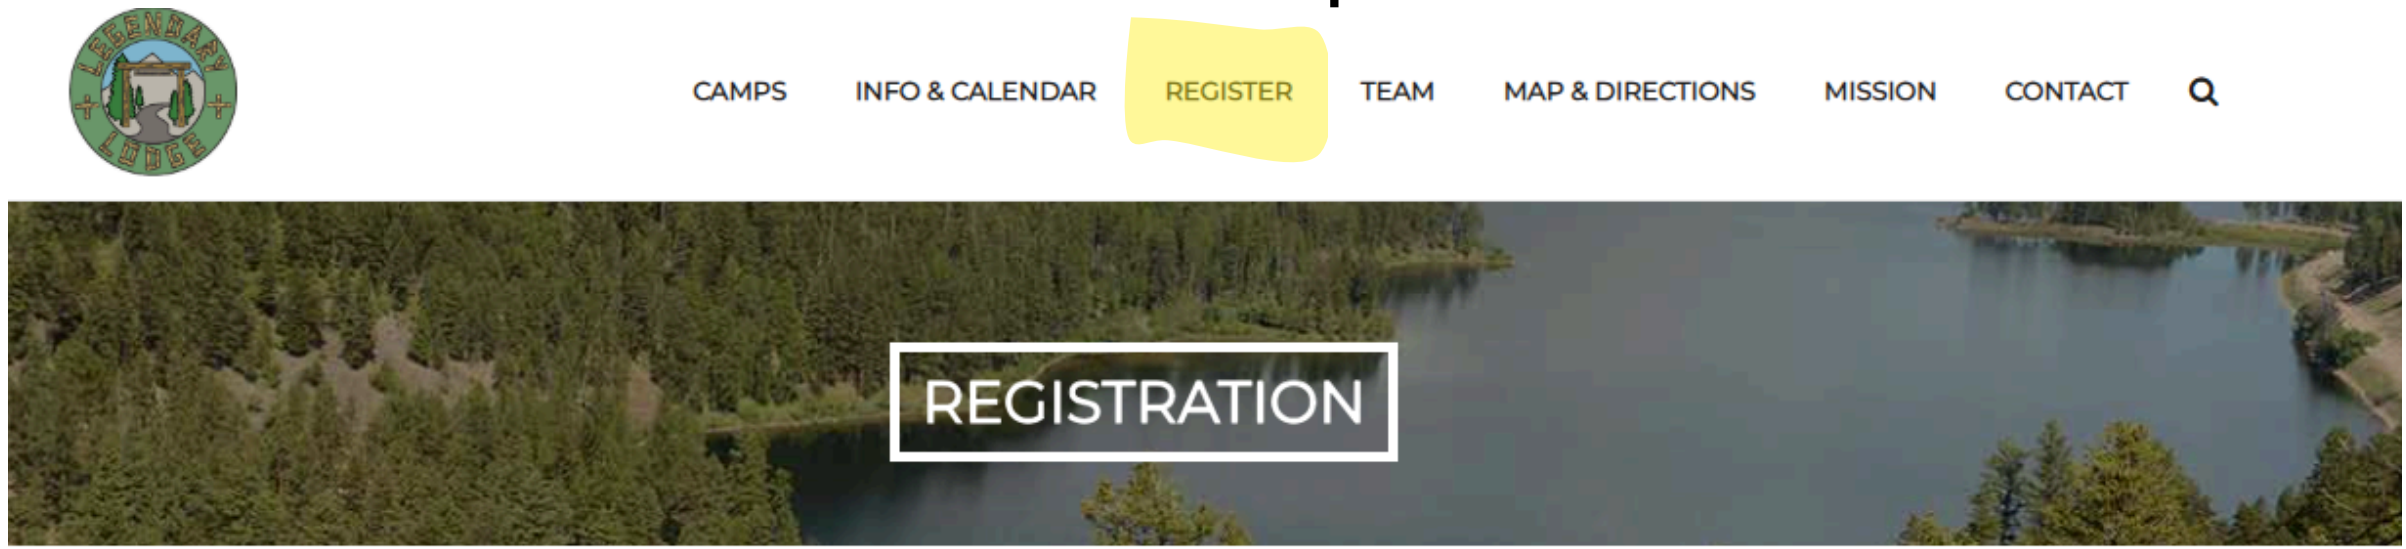 LEGENDARY
LODGE
CAMPS INFO & CALENDAR REGISTER TEAM MAP & DIRECTIONS MISSION CONTACT
REGISTRATION